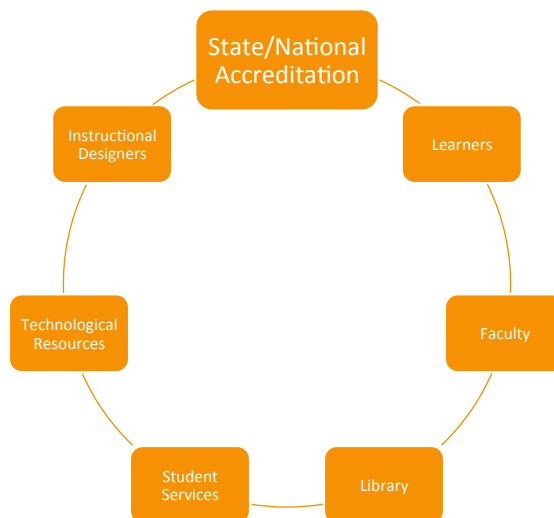 State/National
Accreditation
Learners
Faculty
Library
Student
Services
Technological
Resources
Instructional
Designers